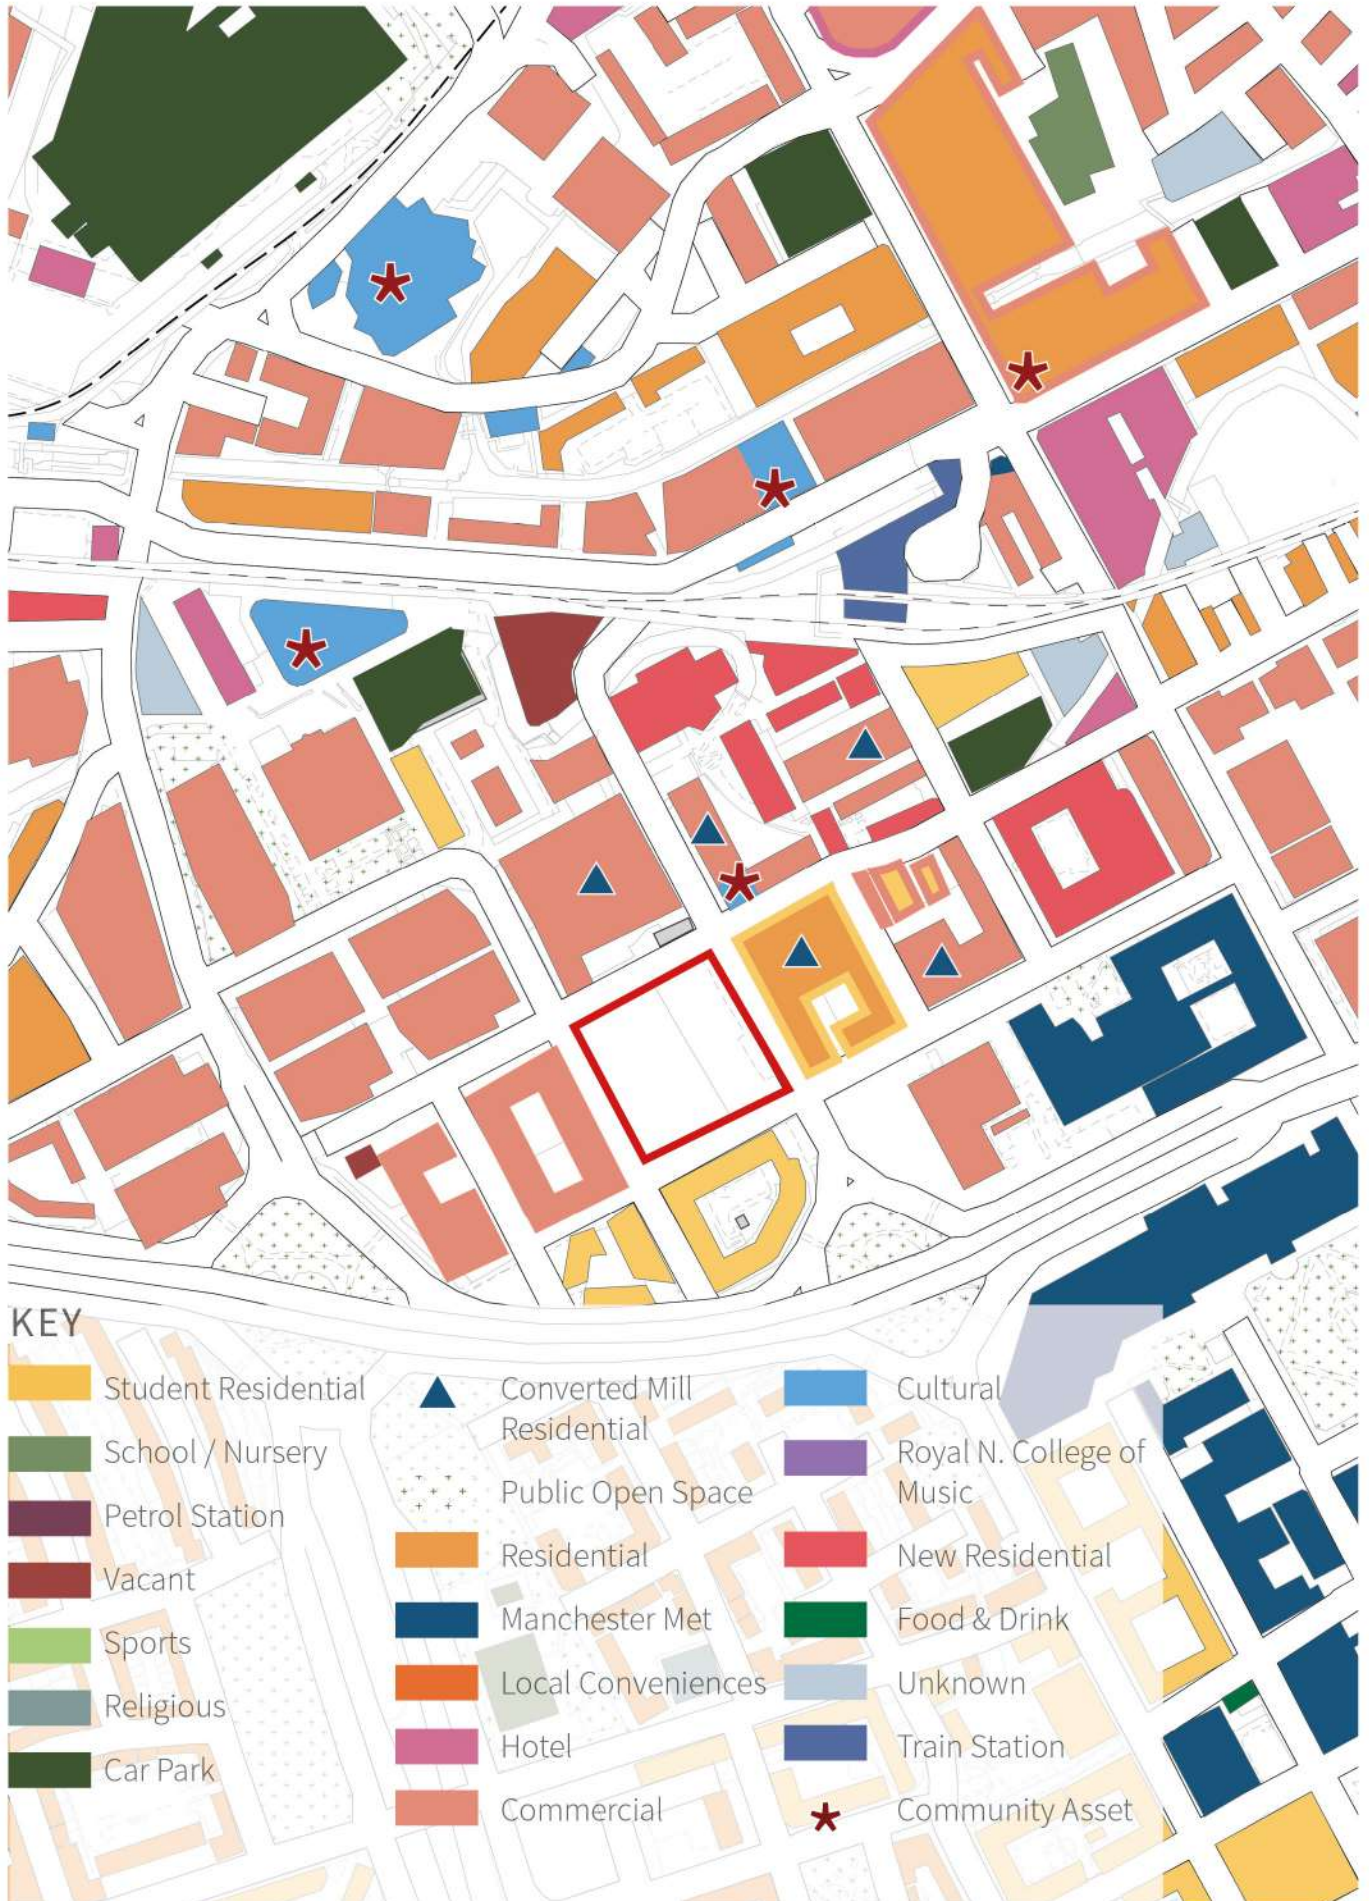 KEY
Student Residential
School / Nursery
Petrol Station
Vacant
Sports
Religious
Car Park
Converted Mill
Residential
Public Open Space
Residential
Manchester Met
Local Conveniences
Hotel
Commercial
Cultural
Royal N. College of
Music
New Residential
Food & Drink
Unknown
Train Station
Community Asset